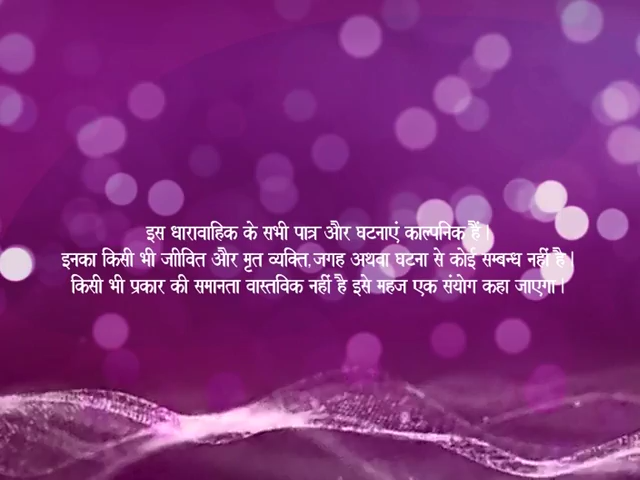 इस धारावाहिक के सभी पात्र और घटनाएं काल्पनिक हैं।
इनका किसी भी जीवित और मृत व्यक्ति,जगह अथवा घटना से कोई सम्बन्ध नहीं है।
किसी भी प्रकार की समानता वास्तविक नहीं है इसे महज एक संयोग कहा जाएगा।